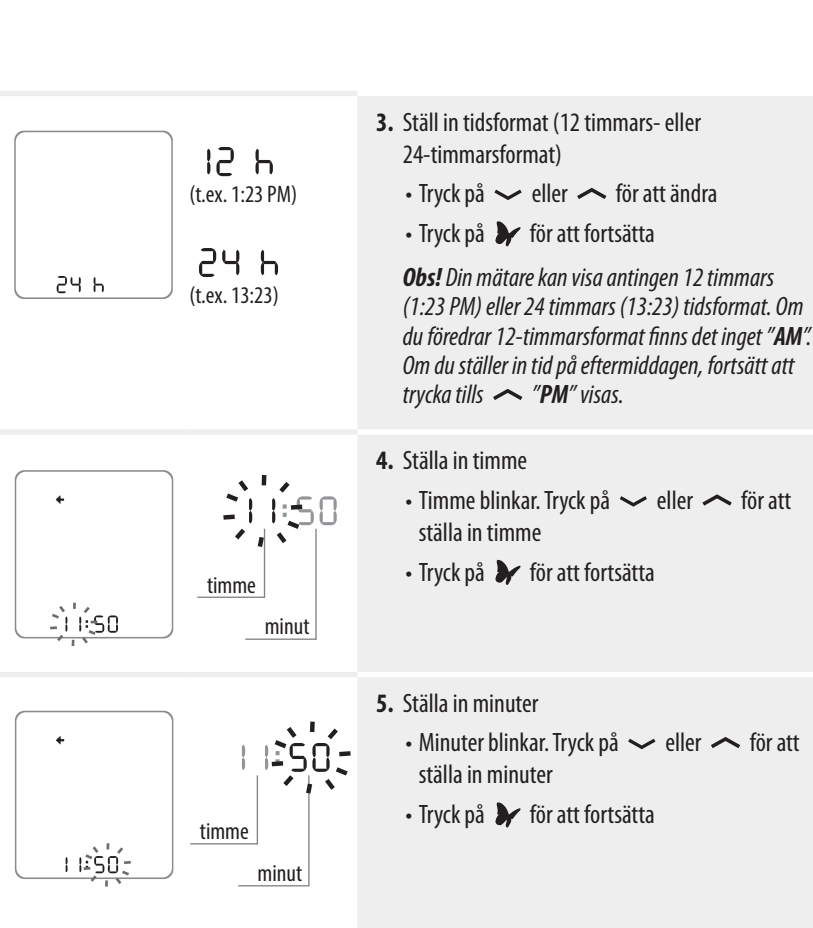 3. Ställ in tidsformat (12 timmars- eller
24-timmarsformat)
• Tryck på eller för att ändra
• Tryck på för att fortsätta
Obs! Din mätare kan visa antingen 12 timmars
(1:23 PM) eller 24 timmars (13:23) tidsformat. Om
du föredrar 12-timmarsformat finns det inget ”AM”.
Om du ställer in tid på eftermiddagen, fortsätt att
trycka tills ”PM” visas.
12 h
(t.ex. 1:23 PM)
24 h
(t.ex. 13:23)
24 h
4. Ställa in timme
• Timme blinkar. Tryck på eller för att
ställa in timme
• Tryck på för att fortsätta
11:50
timme
minut
11:50
5. Ställa in minuter
• Minuter blinkar. Tryck på eller för att
ställa in minuter
• Tryck på för att fortsätta
11:50
timme
minut
11:50